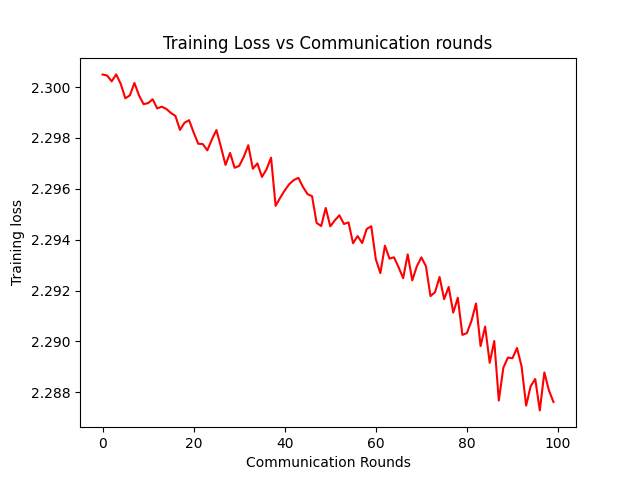 Training Loss vs Communication rounds
2.300
2.298
2.296
2.294
2.292
2.290
2.288
Training loss
0 20 40 60 80 100
Communication Rounds